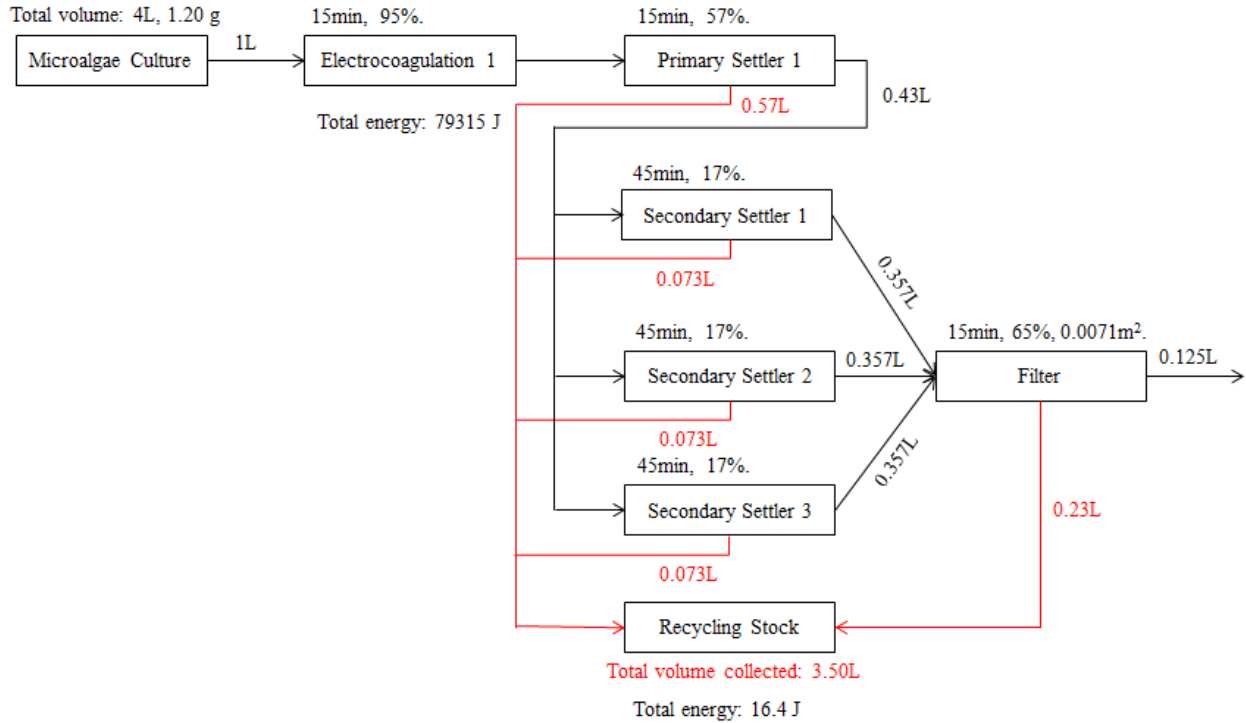 Total volume: 4L, 1.20 g
15min, 95%.
15min, 57%.
Microalgae Culture
1L
Electrocoagulation 1
Primary Settler 1
0.57L
0.43L
Total energy: 79315 J
45min, 17%.
Secondary Settler 1
0.073L
0.357L
45min, 17%.
15min, 65%, 0.0071m².
Secondary Settler 2
0.357L
Filter
0.125L
0.073L
45min, 17%.
0.357L
Secondary Settler 3
0.23L
0.073L
Recycling Stock
Total volume collected: 3.50L
Total energy: 16.4 J